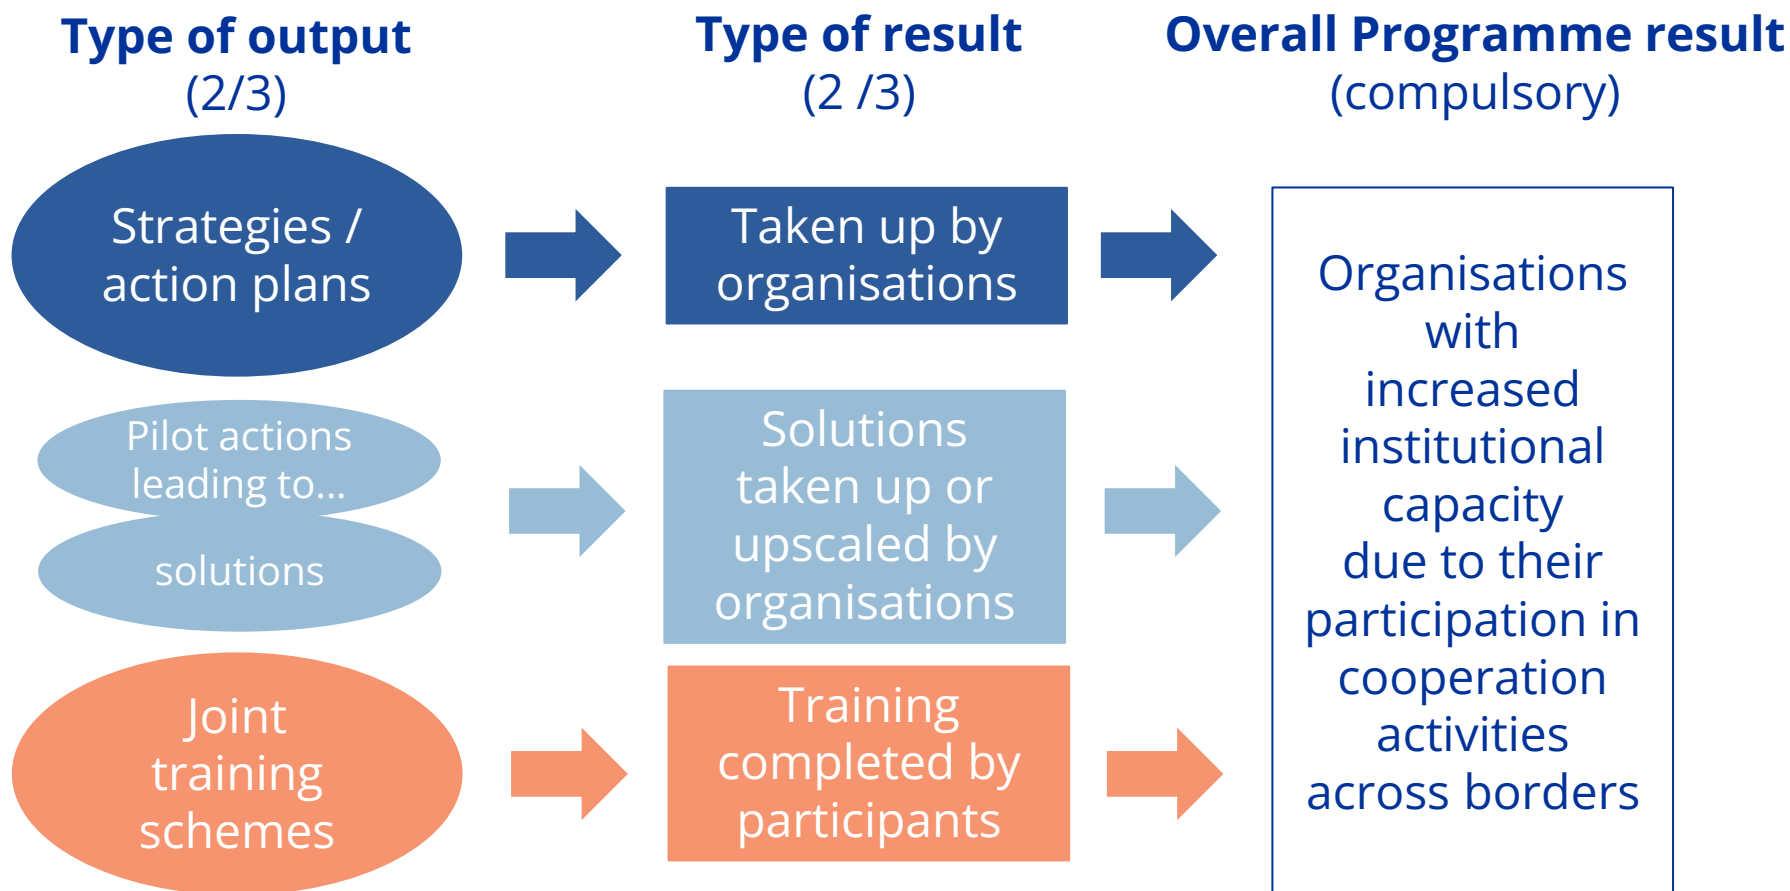 Type of output
(2/3)
Type of result
(2 /3)
Overall Programme result
(compulsory)
Strategies /
action plans
Taken up by
organisations
Pilot actions
leading to...
solutions
Solutions
taken up or
upscaled by
organisations
Joint
training
schemes
Training
completed by
participants
Organisations
with
increased
institutional
capacity
due to their
participation in
cooperation
activities
across borders